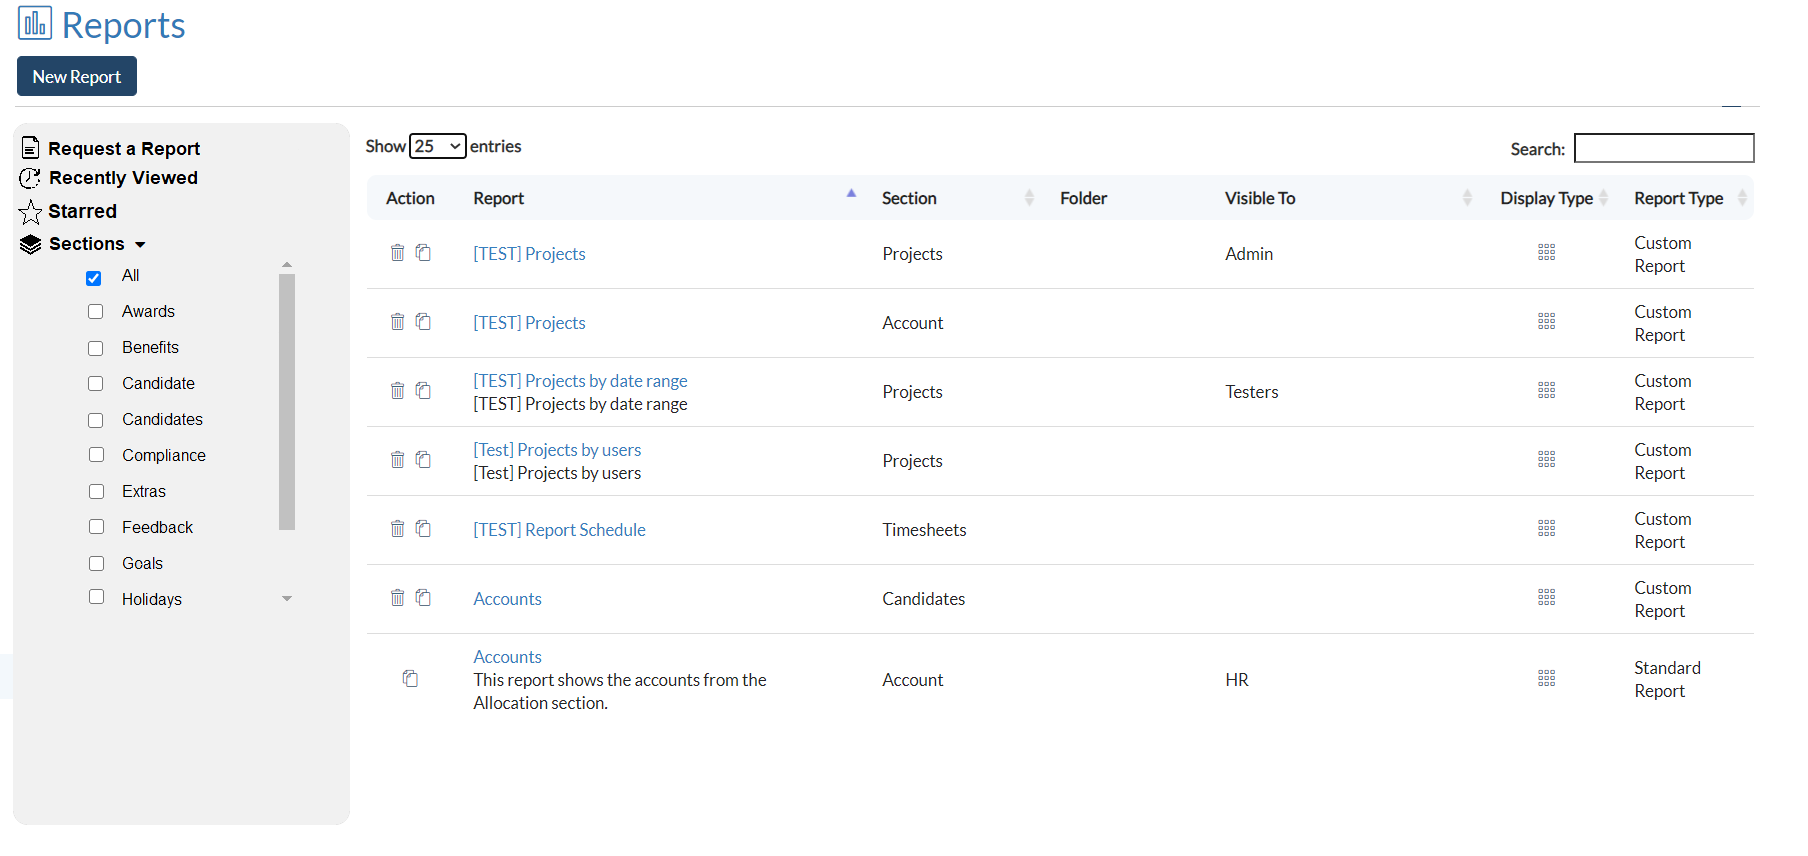 Reports
New Report
Request a Report
Recently Viewed
Starred
Sections
All
Awards
Benefits
Candidate
Candidates
Compliance
Extras
Feedback
Goals
Holidays
Show 25 entries
Search:
Action Report Section Folder Visible To Display Type Report Type
[TEST] Projects Projects Admin Custom
Report
[TEST] Projects Account Custom
Report
[TEST] Projects by date range
[TEST] Projects by date range Projects Testers Custom
Report
[Test] Projects by users
[Test] Projects by users Projects Custom
Report
[TEST] Report Schedule Timesheets Custom
Report
Accounts Candidates Custom
Report
Accounts
This report shows the accounts from the
Allocation section. Account HR Standard
Report